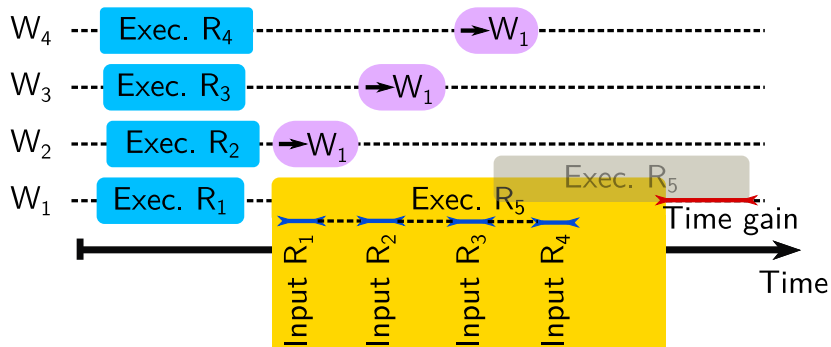 W₄ Exec. R₄ →W₁
W₃ Exec. R₃ →W₁
W₂ Exec. R₂ →W₁
Exec. R₅
W₁ Exec. R₁ Exec. R₅
Time gain
Input R₁ Input R₂ Input R₃ Input R₄
Time